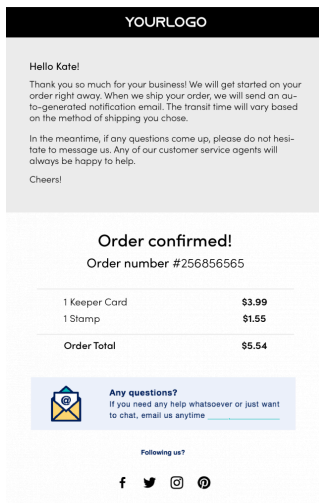 YOURLOGO
Hello Kate!
Thank you so much for your business! We will get started on your
order right away. When we ship your order, we will send an au-
to-generated notification email. The transit time will vary based
on the method of shipping you chose.
In the meantime, if any questions come up, please do not hesi-
tate to message us. Any of our customer service agents will
always be happy to help.
Cheers!
Order confirmed!
Order number #256856565
1 Keeper Card $3.99
1 Stamp $1.55
Order Total $5.54
@
Any questions?
If you need any help whatsoever or just want
to chat, email us anytime
Following us?